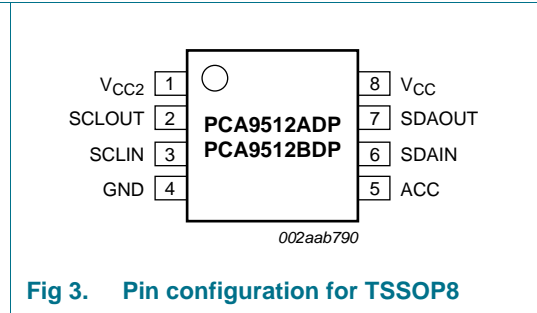 VCC2 1 8 VCC
SCLOUT 2 PCA9512ADP 7 SDAOUT
SCLIN 3 PCA9512BDP 6 SDAIN
GND 4 5 ACC
002aab790
Fig 3. Pin configuration for TSSOP8